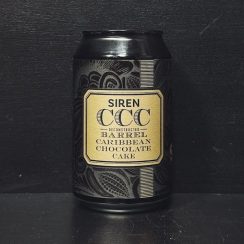 SIREN
CCC
DECONSTRUCTED
BARREL
CARIBBEAN
CHOCOLATE
CAKE